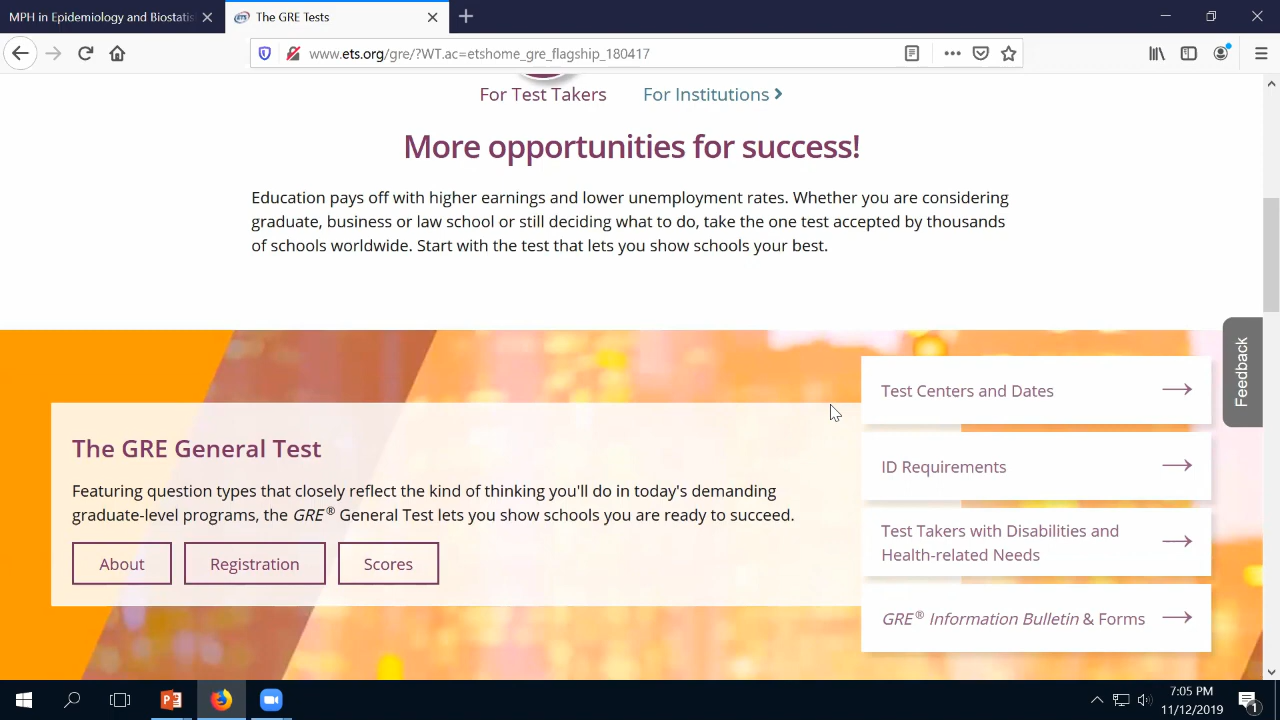 MPH in Epidemiology and Biostatis
The GRE Tests
www.ets.org/gre/?WT.ac=etshome_gre_flagship_180417
For Test Takers
For Institutions
More opportunities for success!
Education pays off with higher earnings and lower unemployment rates. Whether you are considering
graduate, business or law school or still deciding what to do, take the one test accepted by thousands
of schools worldwide. Start with the test that lets you show schools your best.
Feedback
Test Centers and Dates
The GRE General Test
ID Requirements
Featuring question types that closely reflect the kind of thinking you'll do in today's demanding
graduate-level programs, the GRE® General Test lets you show schools you are ready to succeed.
Test Takers with Disabilities and
Health-related Needs
About
Registration
Scores
GRE® Information Bulletin & Forms
7:05 PM
11/12/2019
1